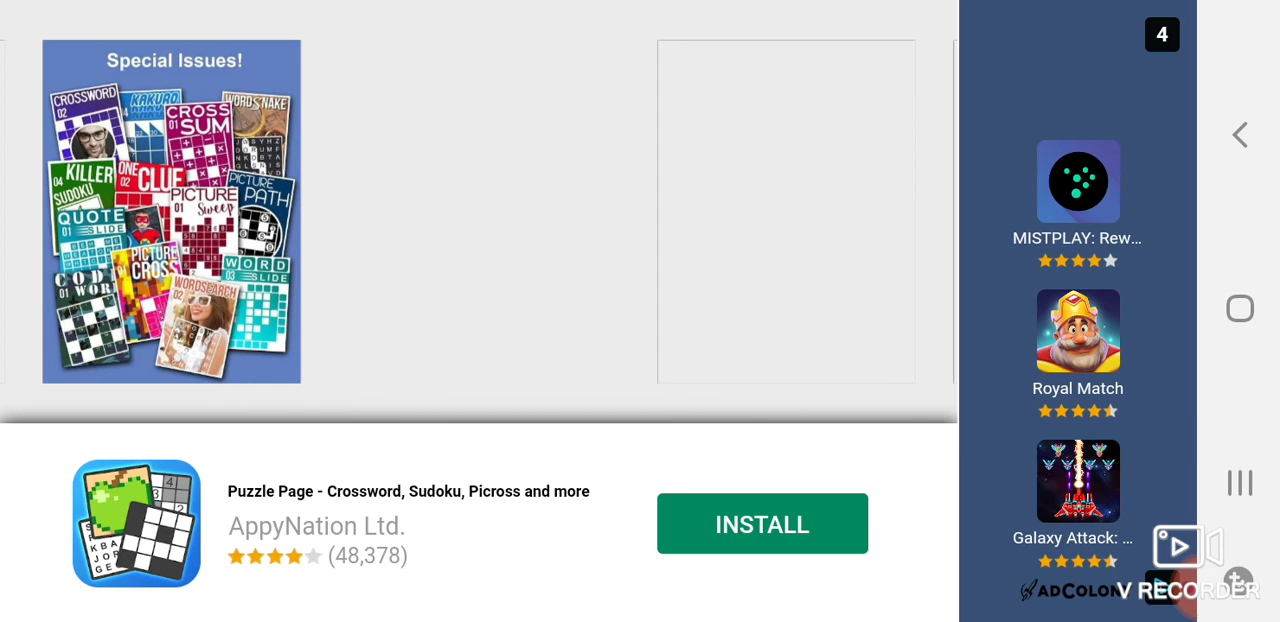 Special Issues!
CROSSWORD
02
KAKURO
CROSS
01 SUM
WORDSNAKE
04 KILLER
SUDOKU
ONE
02 CLUE
PICTURE
PATH
PICTURE
01 Sweep
QUOTE
01 SLIDE
PICTURE
01 CROSS
WORD
03 SLIDE
COD
01 WOR
WORDSEARCH
02
Puzzle Page - Crossword, Sudoku, Picross and more
AppyNation Ltd.
(48,378)
INSTALL
4
MISTPLAY: Rew...
Royal Match
Galaxy Attack: ...
ADCOLON
V RECORDER